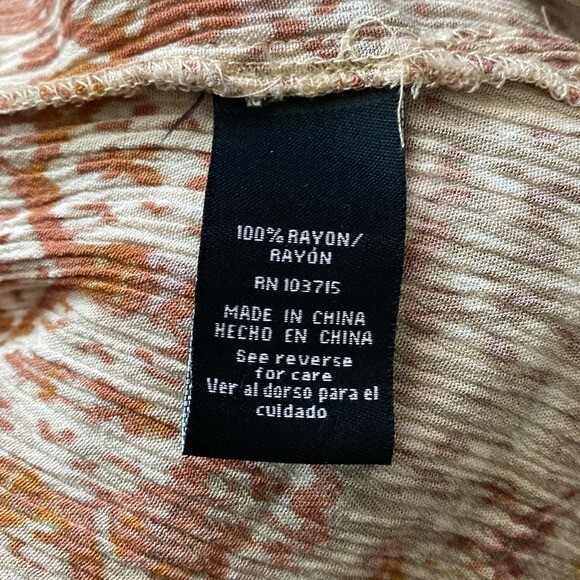 100% RAYON/
RAYÓN
RN 103715
MADE IN CHINA
HECHO EN CHINA
See reverse
for care
Ver al dorso para el
cuidado